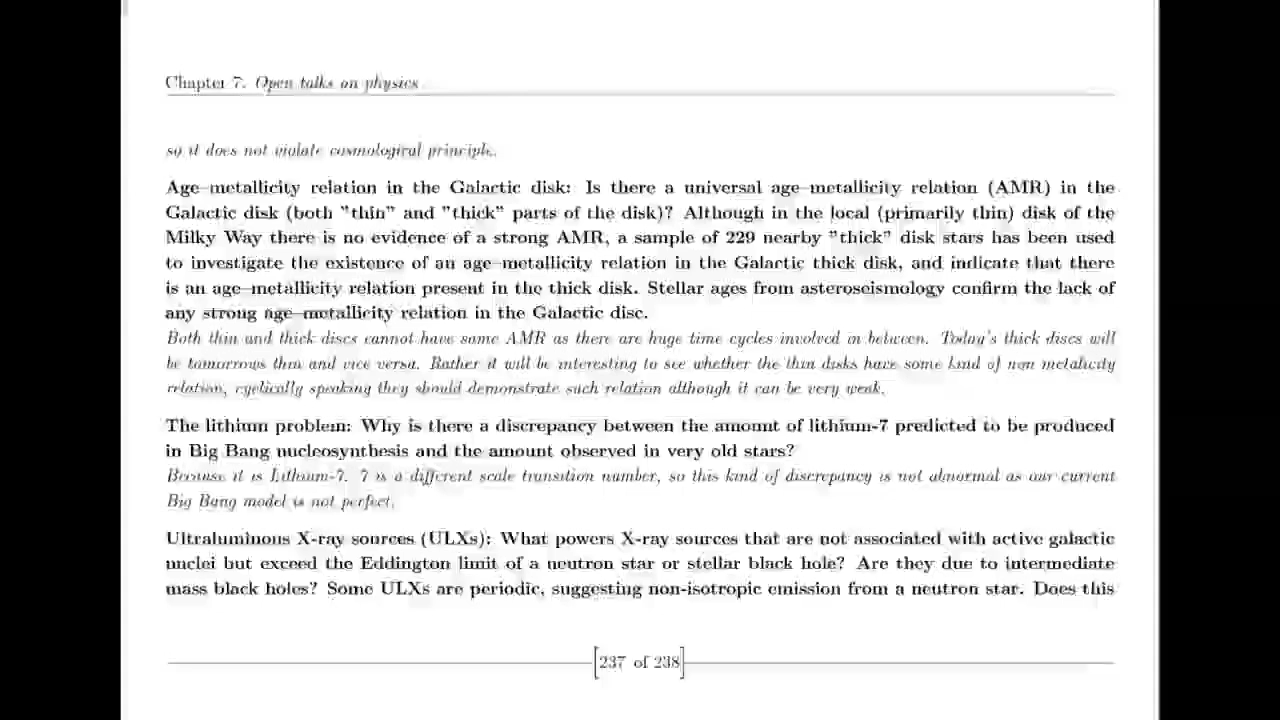 Chapter 7. Open talks on physics
so it does not violate cosmological principle.
Age–metallicity relation in the Galactic disk: Is there a universal age–metallicity relation (AMR) in the
Galactic disk (both "thin" and "thick" parts of the disk)? Although in the local (primarily thin) disk of the
Milky Way there is no evidence of a strong AMR, a sample of 229 nearby "thick" disk stars has been used
to investigate the existence of an age–metallicity relation in the Galactic thick disk, and indicate that there
is an age–metallicity relation present in the thick disk. Stellar ages from asteroseismology confirm the lack of
any strong age–metallicity relation in the Galactic disc.
Both thin and thick discs cannot have same AMR as there are huge time cycles involved in between. Today's thick discs will
be tomorrows thin and vice versa. Rather it will be interesting to see whether the thin disks have some kind of non metalicity
relation, cyclically speaking they should demonstrate such relation although it can be very weak.
The lithium problem: Why is there a discrepancy between the amount of lithium-7 predicted to be produced
in Big Bang nucleosynthesis and the amount observed in very old stars?
Because it is Lithium-7. 7 is a different scale transition number, so this kind of discrepancy is not abnormal as our current
Big Bang model is not perfect.
Ultraluminous X-ray sources (ULXs): What powers X-ray sources that are not associated with active galactic
nuclei but exceed the Eddington limit of a neutron star or stellar black hole? Are they due to intermediate
mass black holes? Some ULXs are periodic, suggesting non-isotropic emission from a neutron star. Does this
[237 of 238]